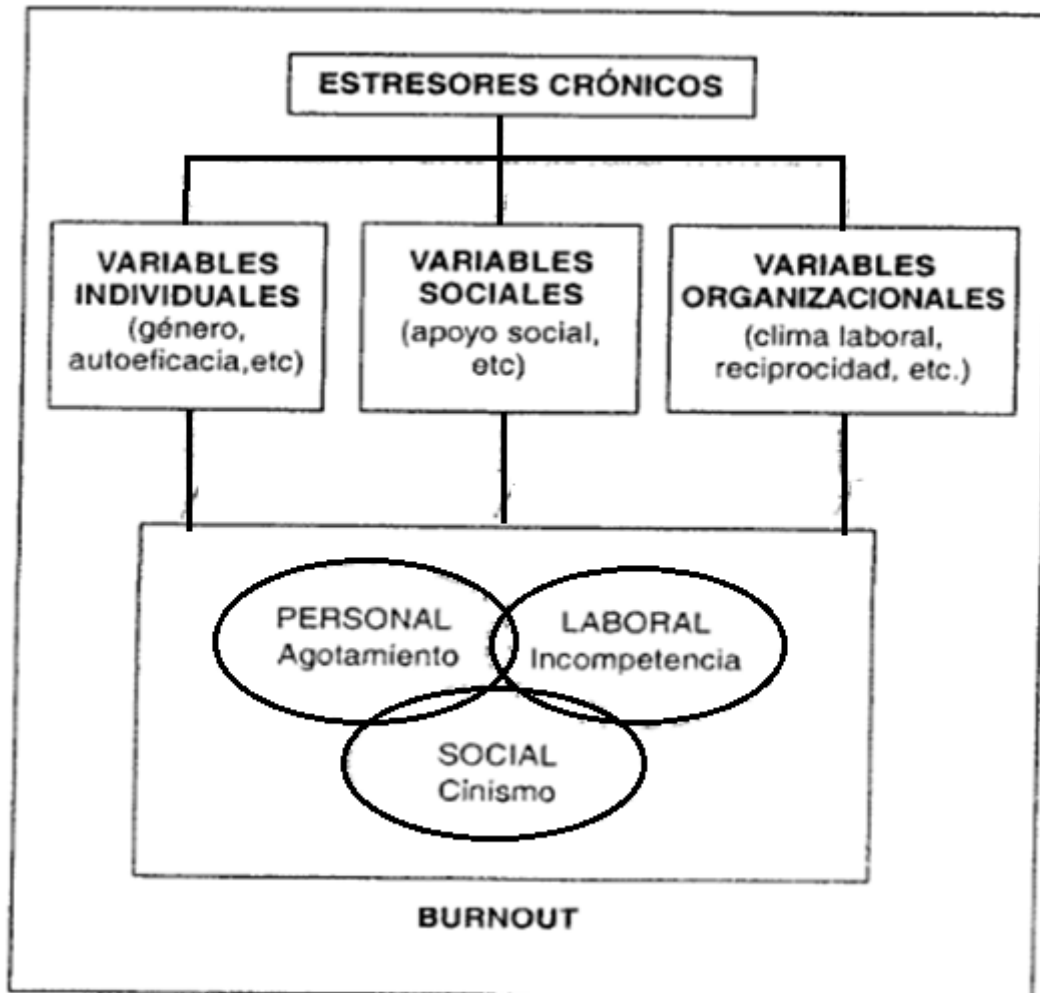 ESTRESORES CRÓNICOS
VARIABLES
INDIVIDUALES
(género,
autoeficacia,etc)
VARIABLES
SOCIALES
(apoyo social,
etc)
VARIABLES
ORGANIZACIONALES
(clima laboral,
reciprocidad, etc.)
PERSONAL
Agotamiento
LABORAL
Incompetencia
SOCIAL
Cinismo
BURNOUT